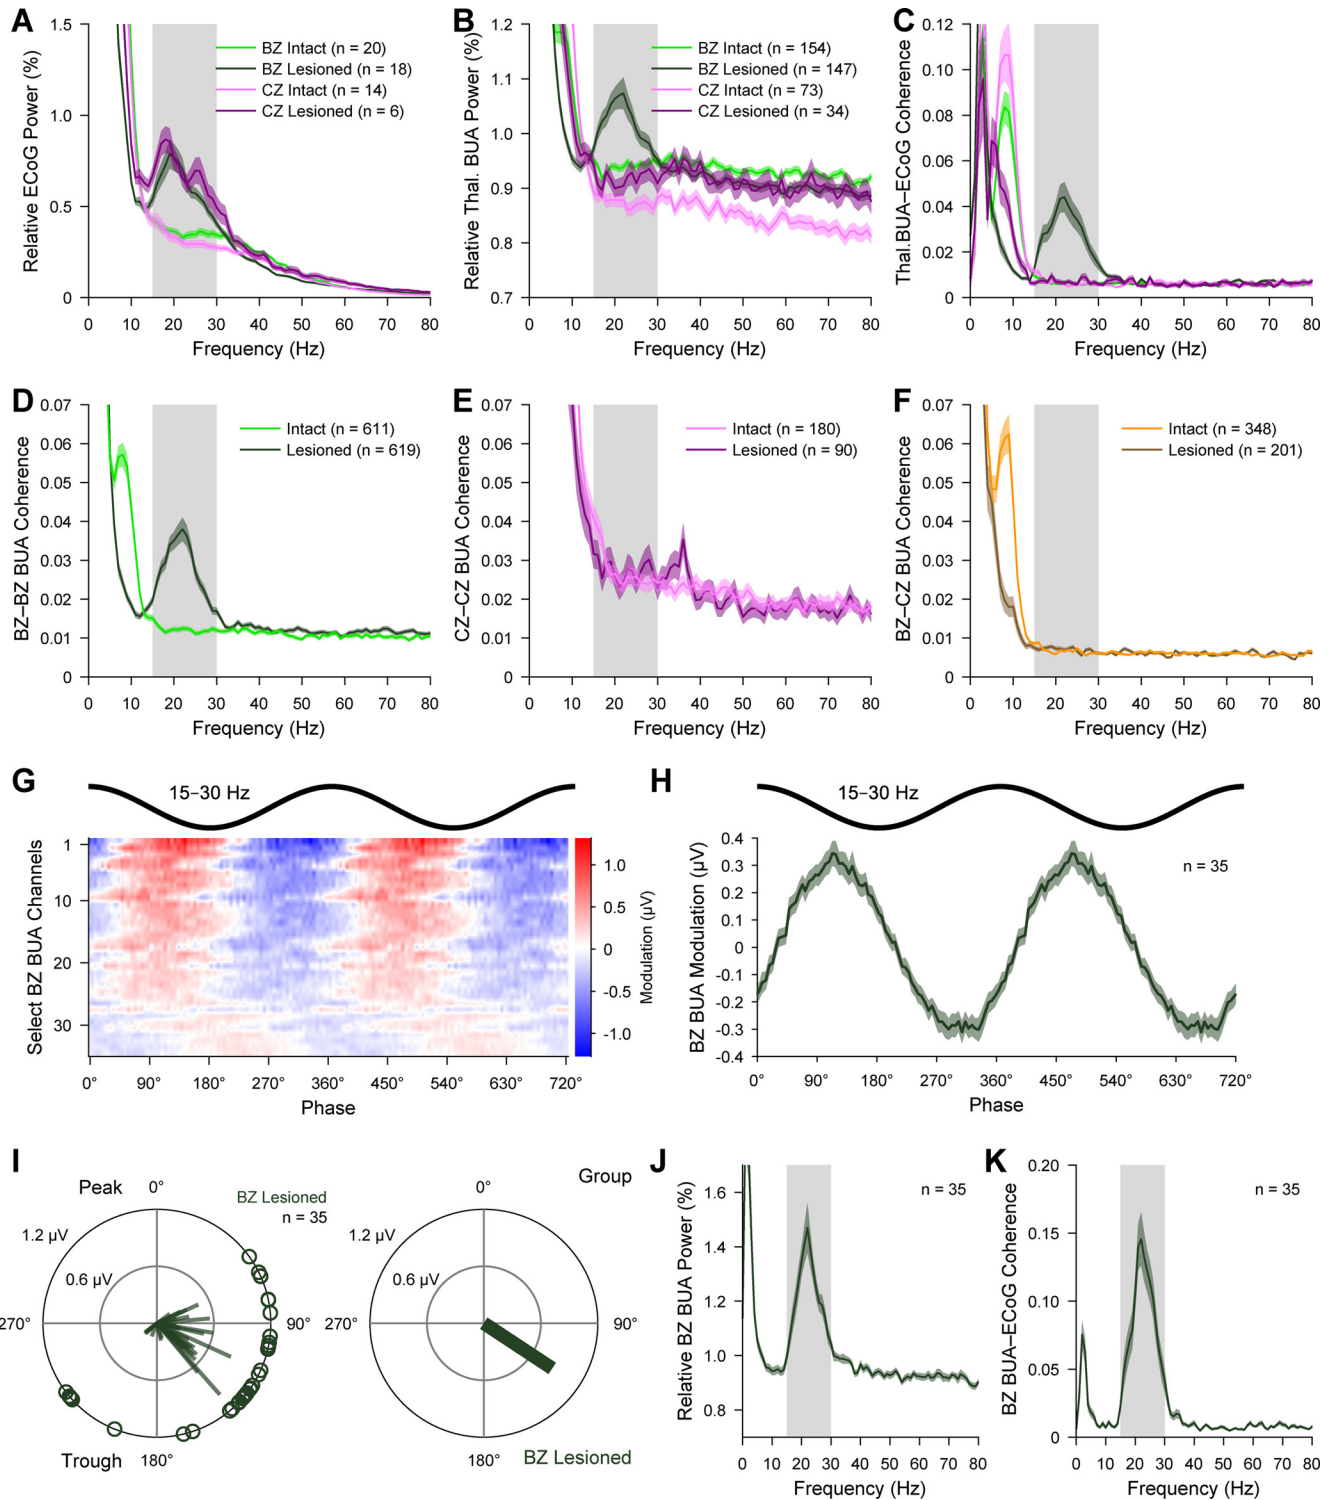 A
Relative ECoG Power (%)
1.5
1.0
0.5
0
BZ Intact (n = 20)
BZ Lesioned (n = 18)
CZ Intact (n = 14)
CZ Lesioned (n = 6)
0 10 20 30 40 50 60 70 80
Frequency (Hz)
B
Relative Thal. BUA Power (%)
1.2
1.1
1.0
0.9
0.8
0.7
BZ Intact (n = 154)
BZ Lesioned (n = 147)
CZ Intact (n = 73)
CZ Lesioned (n = 34)
0 10 20 30 40 50 60 70 80
Frequency (Hz)
C
Thal.BUA–ECoG Coherence
0.12
0.10
0.08
0.06
0.04
0.02
0
0 10 20 30 40 50 60 70 80
Frequency (Hz)
D
BZ–BZ BUA Coherence
0.07
0.06
0.05
0.04
0.03
0.02
0.01
0
Intact (n = 611)
Lesioned (n = 619)
0 10 20 30 40 50 60 70 80
Frequency (Hz)
E
CZ–CZ BUA Coherence
0.07
0.06
0.05
0.04
0.03
0.02
0.01
0
Intact (n = 180)
Lesioned (n = 90)
0 10 20 30 40 50 60 70 80
Frequency (Hz)
F
BZ–CZ BUA Coherence
0.07
0.06
0.05
0.04
0.03
0.02
0.01
0
Intact (n = 348)
Lesioned (n = 201)
0 10 20 30 40 50 60 70 80
Frequency (Hz)
G
15–30 Hz
Select BZ BUA Channels
1
10
20
30
0° 90° 180° 270° 360° 450° 540° 630° 720°
Phase
1.0
0.5
0
-0.5
-1.0
Modulation (µV)
H
15–30 Hz
BZ BUA Modulation (µV)
0.4
0.3
0.2
0.1
0
-0.1
-0.2
-0.3
-0.4
n = 35
0° 90° 180° 270° 360° 450° 540° 630° 720°
Phase
I
Peak 0°
BZ Lesioned
n = 35
1.2 µV
0.6 µV
270° 90°
Trough 180°
Group
0°
1.2 µV
0.6 µV
270° 90°
180° BZ Lesioned
J
Relative BZ BUA Power (%)
1.6
1.4
1.2
1.0
0.8
n = 35
0 10 20 30 40 50 60 70 80
Frequency (Hz)
K
BZ BUA–ECoG Coherence
0.20
0.15
0.10
0.05
0
n = 35
0 10 20 30 40 50 60 70 80
Frequency (Hz)